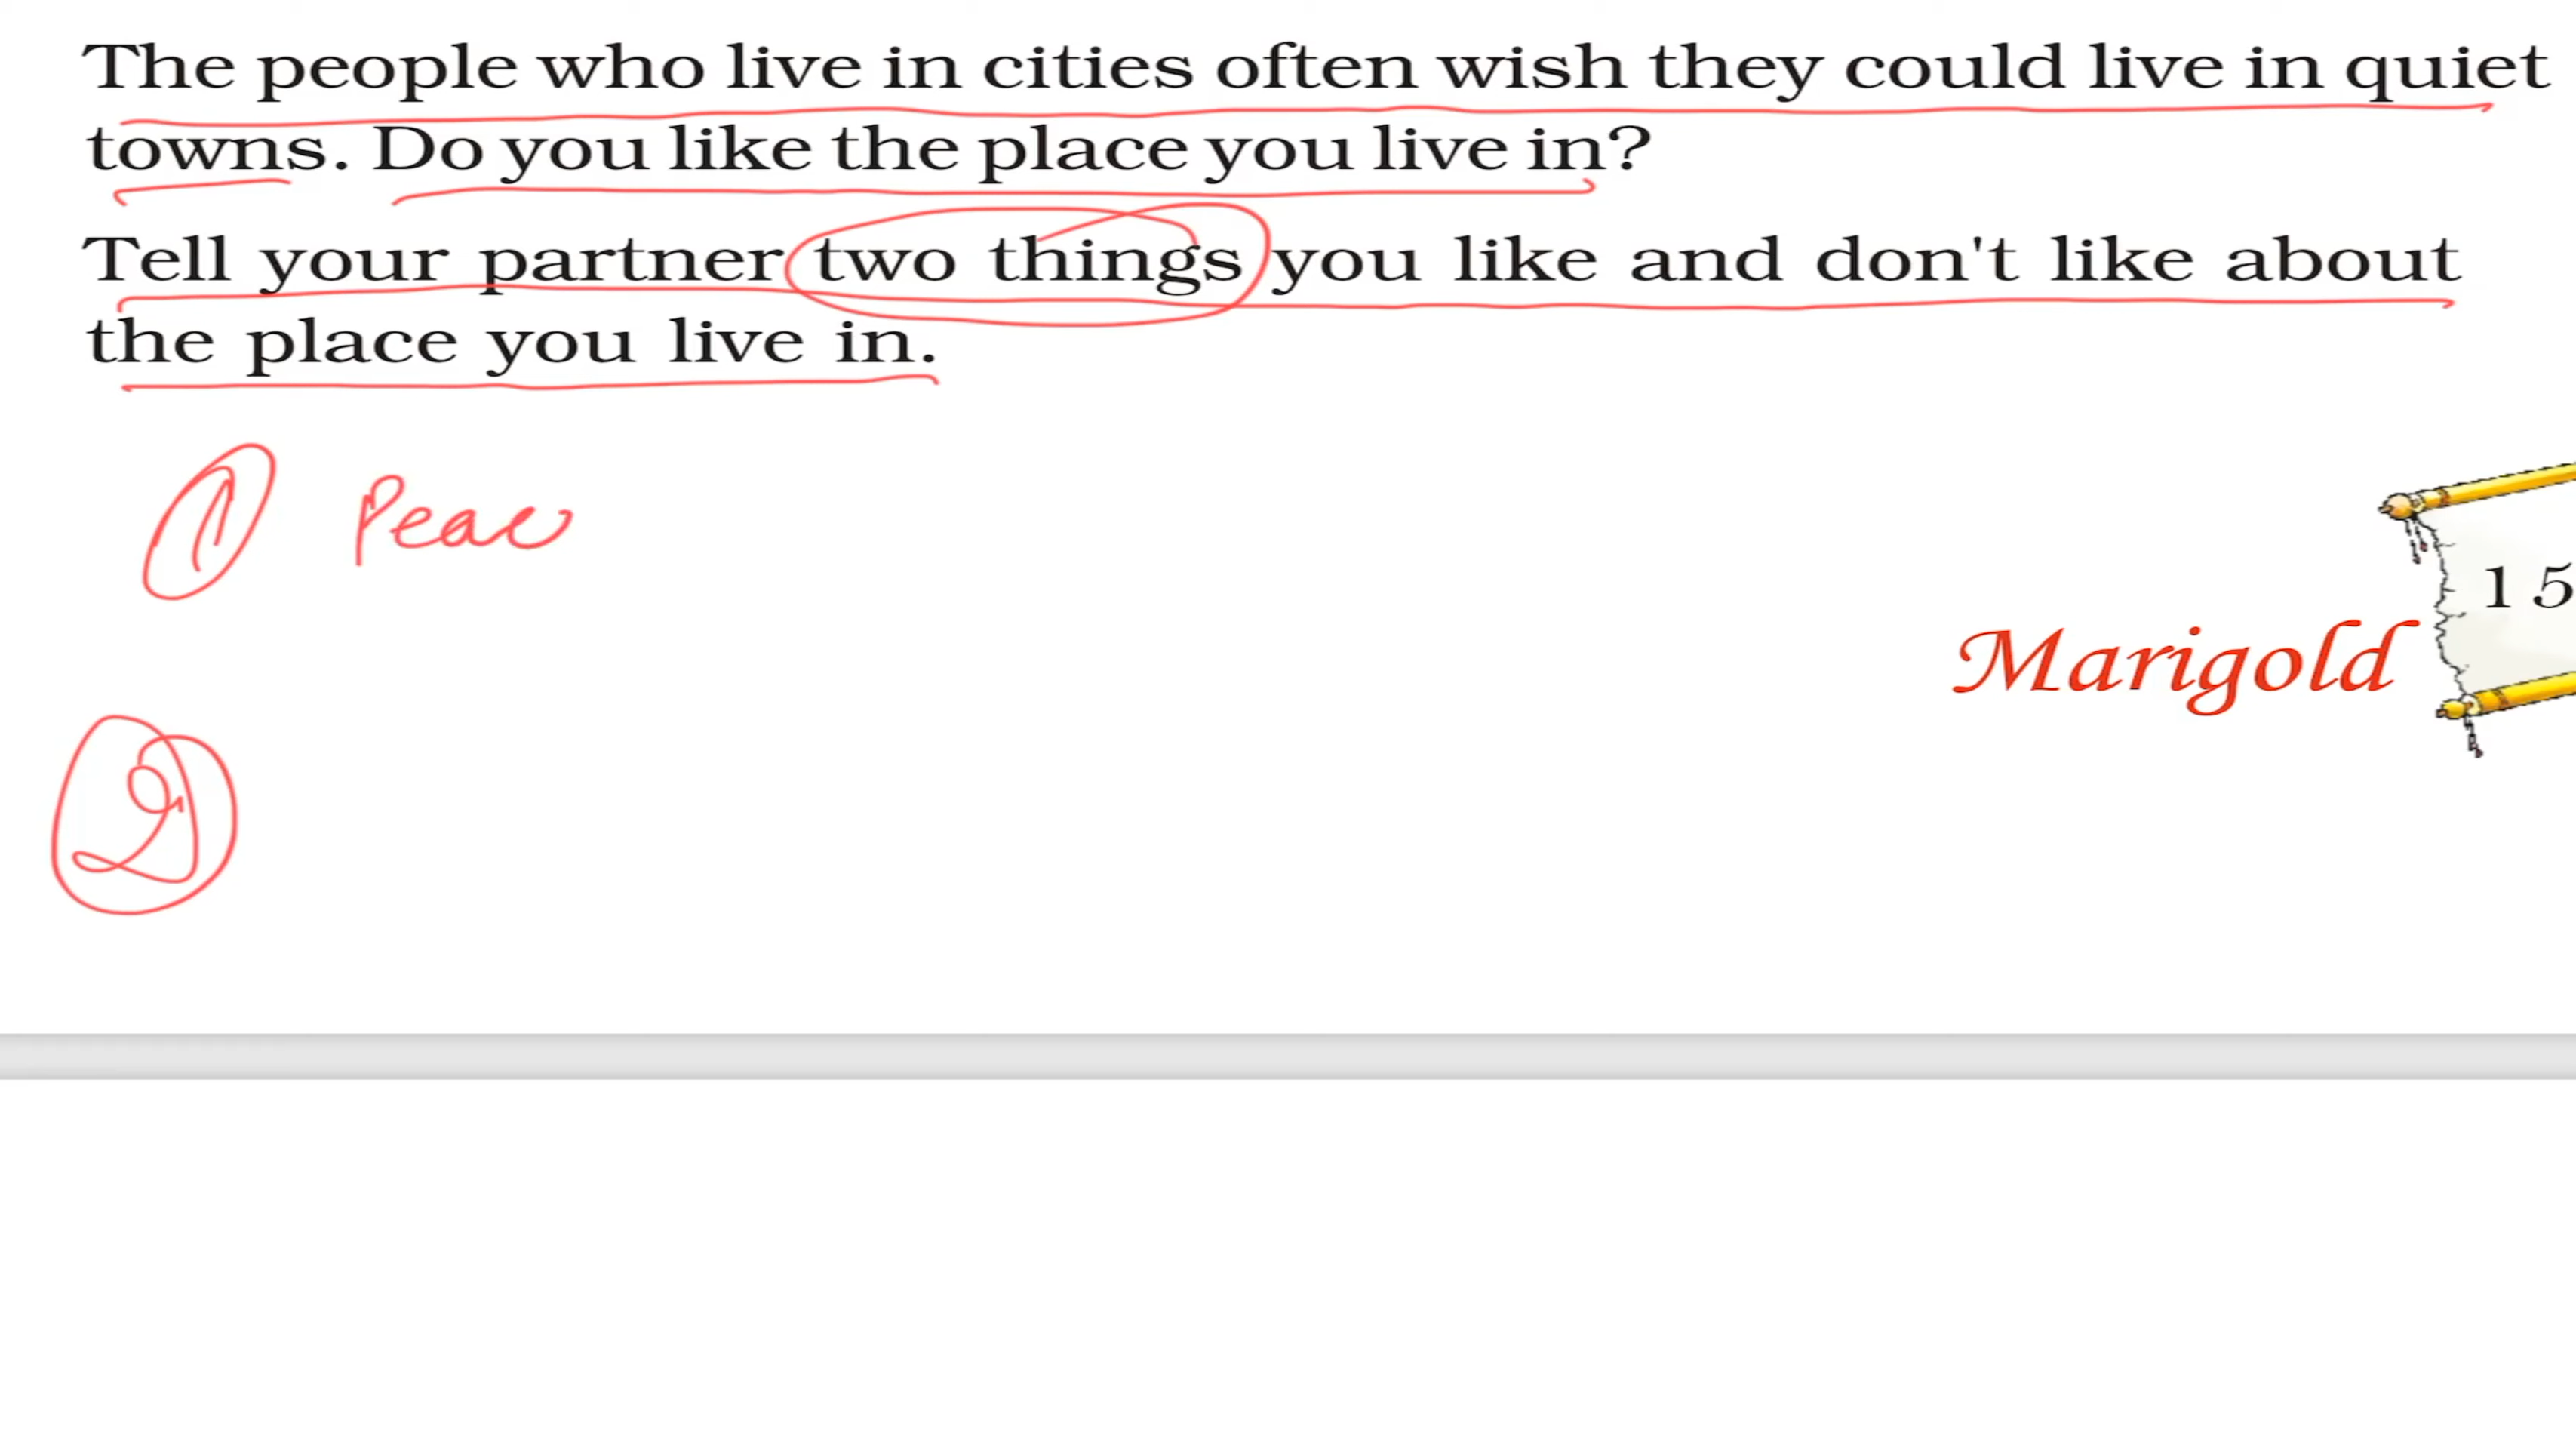 The people who live in cities often wish they could live in quiet
towns. Do you like the place you live in?
Tell your partner two things you like and don't like about
the place you live in.
1 Peac
2
15
Marigold